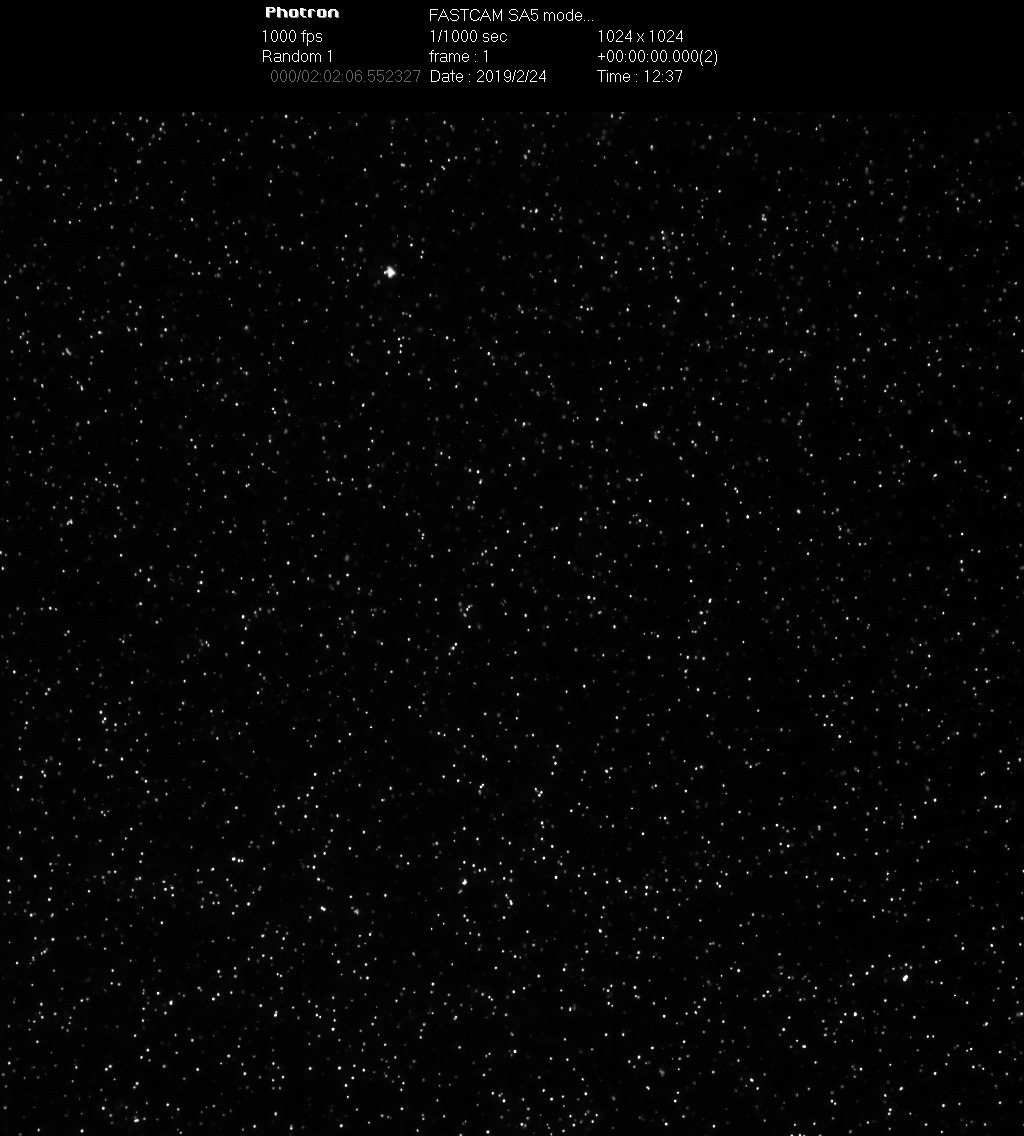 Photron FASTCAM SA5 mode...
1000 fps 1/1000 sec 1024 x 1024
Random 1 frame : 1 +00:00:00.000(2)
000/02:02:06.552327 Date : 2019/2/24 Time : 12:37